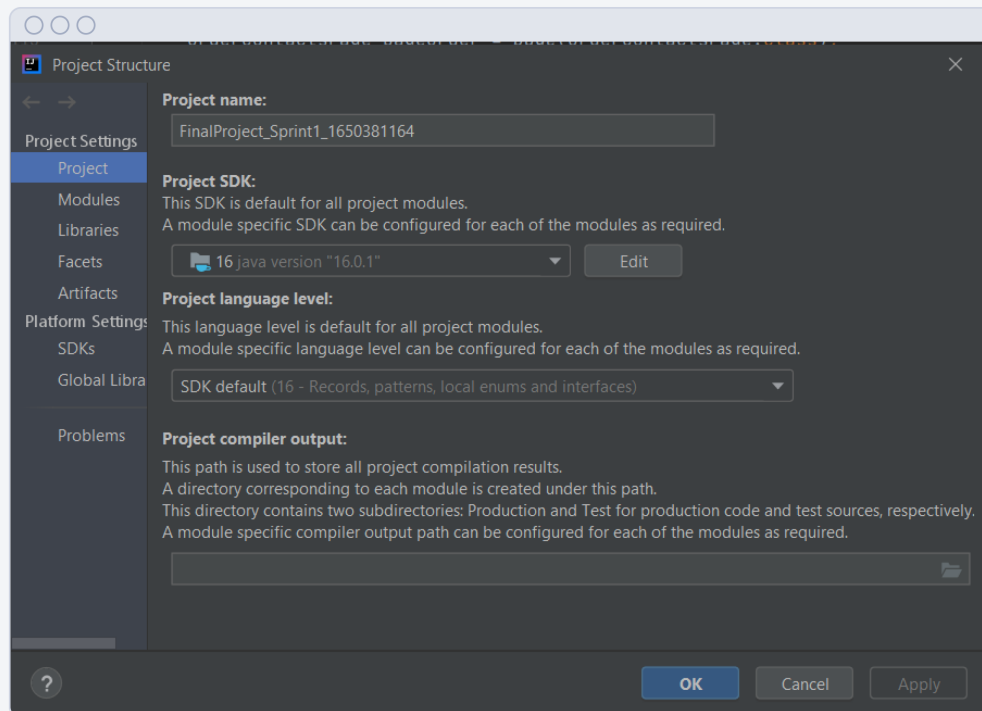 Project Structure
Project name:
FinalProject_Sprint1_1650381164
Project Settings
Project
Modules
Libraries
Facets
Artifacts
Platform Settings
SDKs
Global Libra
Problems
Project SDK:
This SDK is default for all project modules.
A module specific SDK can be configured for each of the modules as required.
16 java version "16.0.1"
Edit
Project language level:
This language level is default for all project modules.
A module specific language level can be configured for each of the modules as required.
SDK default (16 - Records, patterns, local enums and interfaces)
Project compiler output:
This path is used to store all project compilation results.
A directory corresponding to each module is created under this path.
This directory contains two subdirectories: Production and Test for production code and test sources, respectively.
A module specific compiler output path can be configured for each of the modules as required.
?
OK
Cancel
Apply